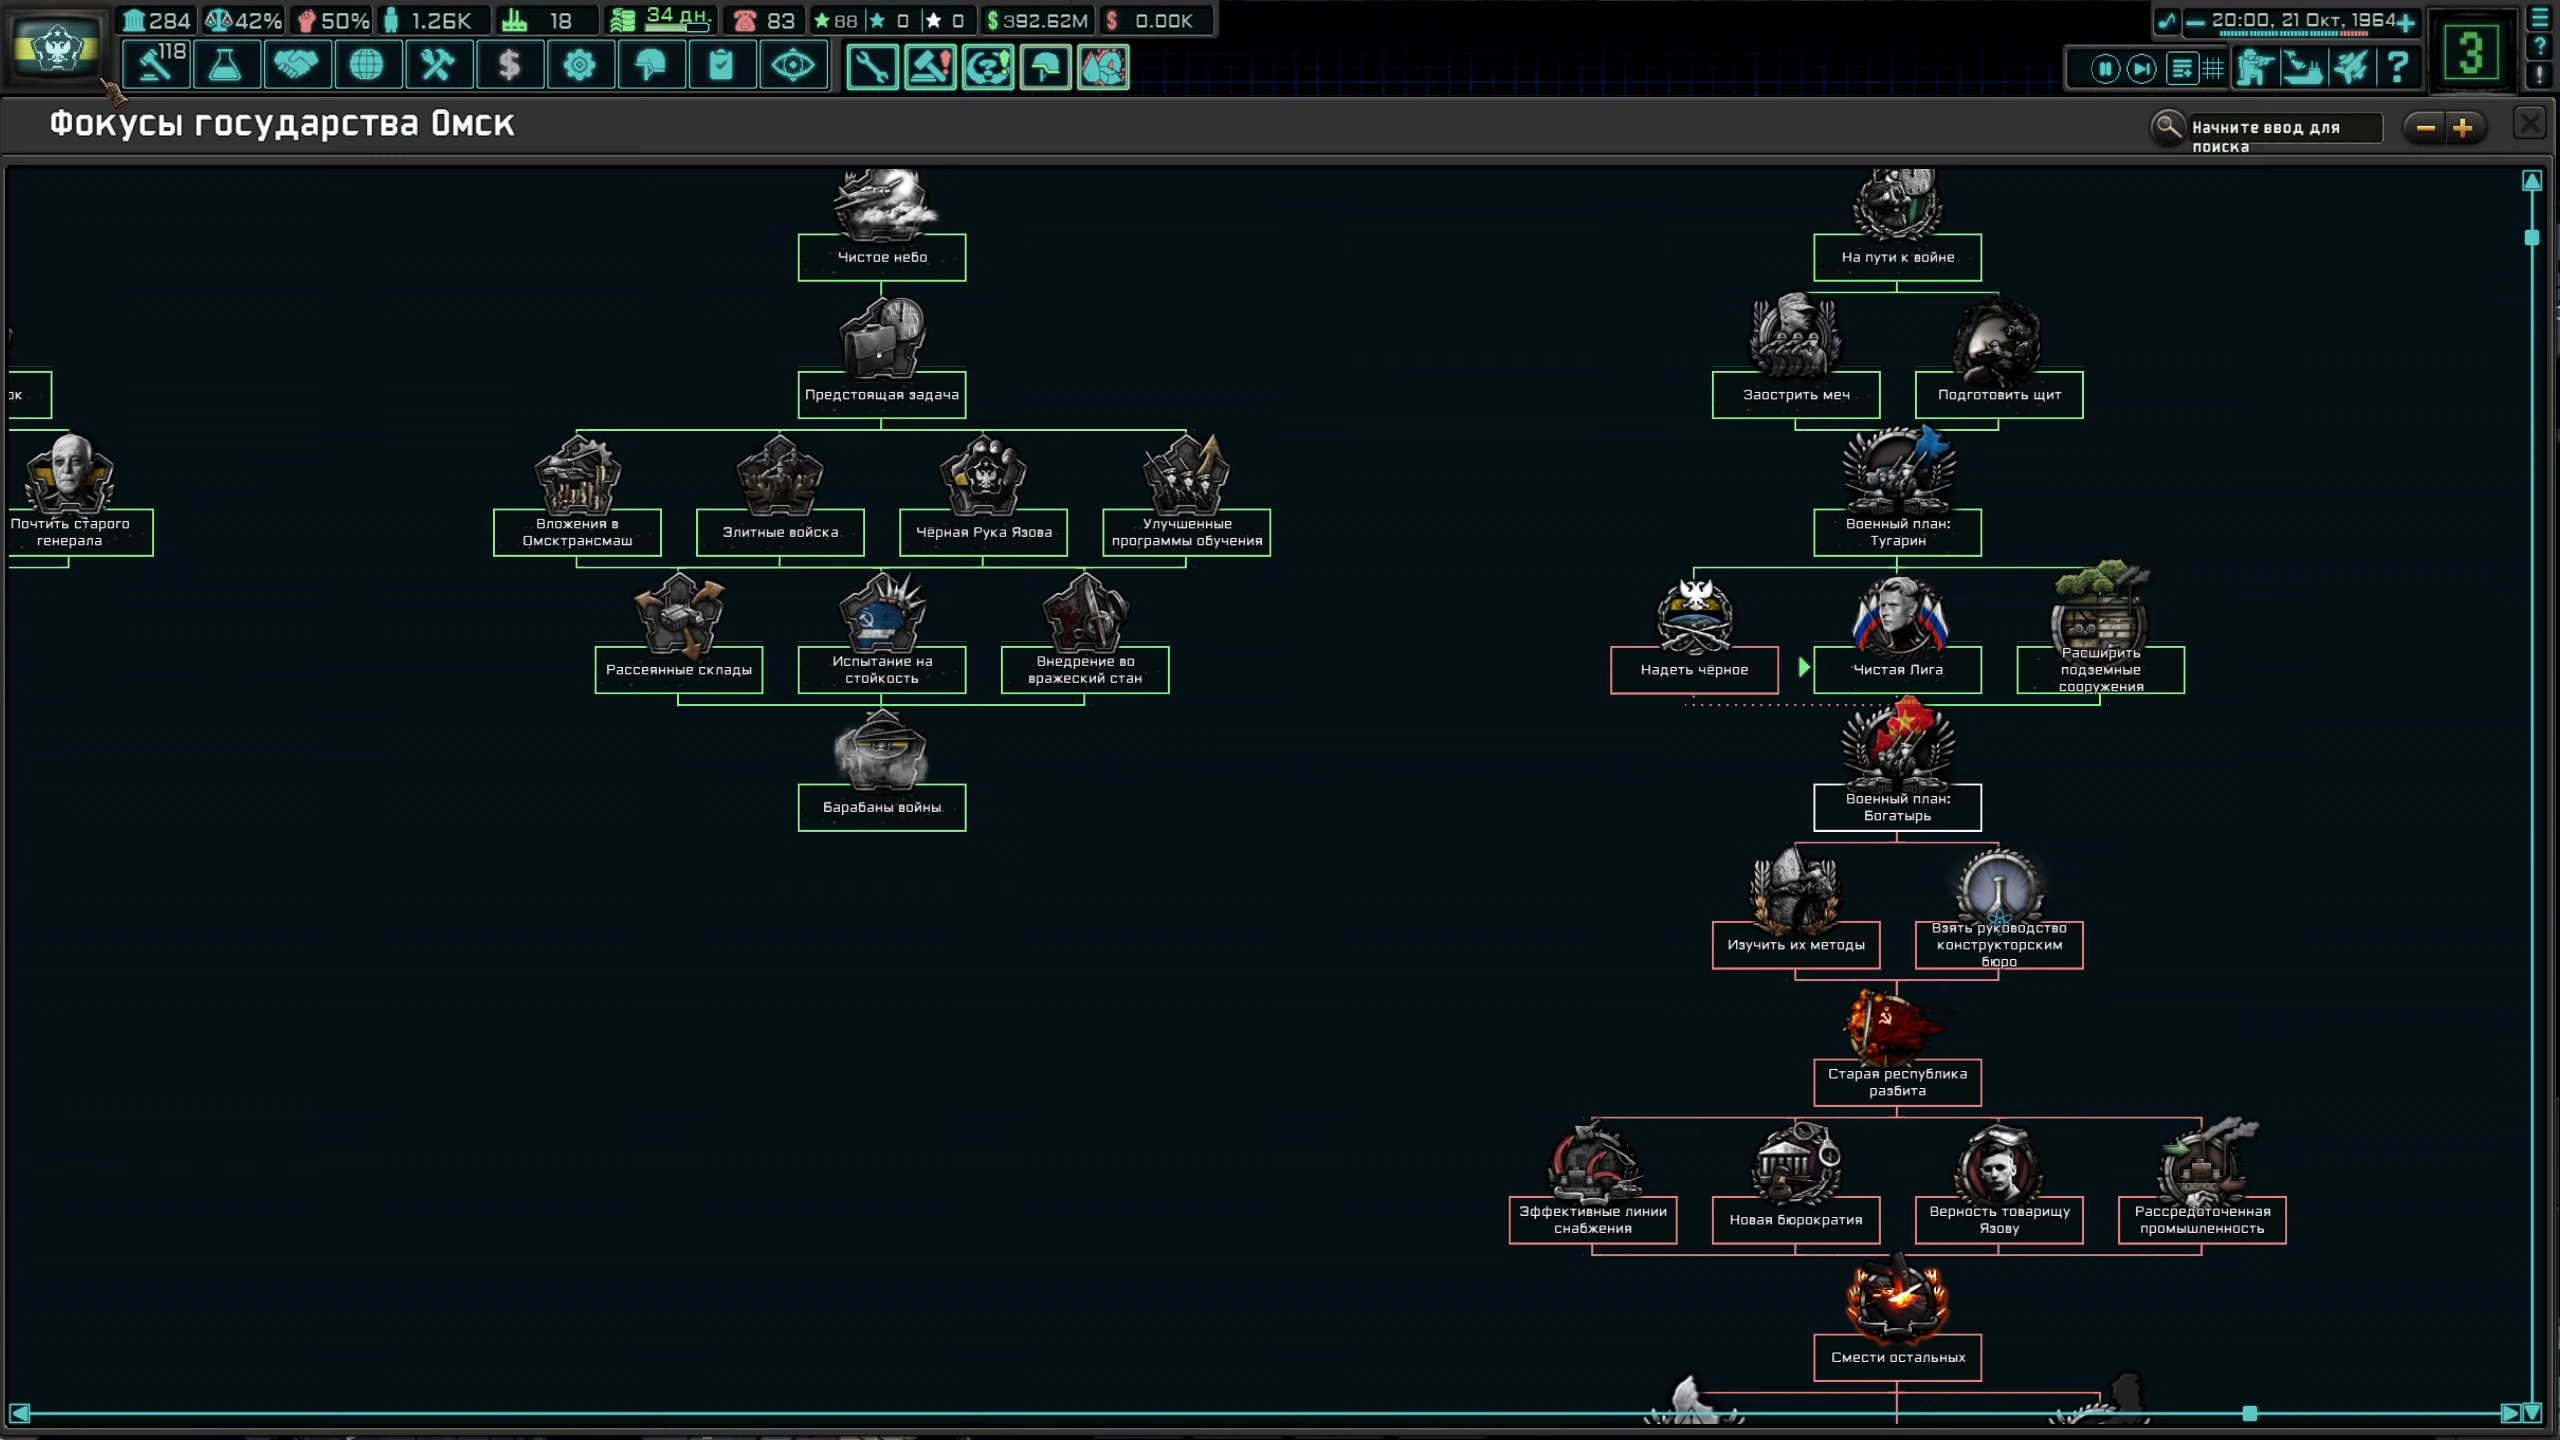 284
42%
50%
1.26K
18
34 дн.
83
88
0
0
392.62M
0.00K
20:00, 21 Окт, 1964
118
3
Фокусы государства Омск
Начните ввод для
поиска
Чистое небо
На пути к войне
Предстоящая задача
Заострить меч
Подготовить щит
ок
Почтить старого
генерала
Вложения в
Омсктрансмаш
Элитные войска
Чёрная Рука Язова
Улучшенные
программы обучения
Военный план:
Тугарин
Рассеянные склады
Испытание на
стойкость
Внедрение во
вражеский стан
Надеть чёрное
Чистая Лига
Расширить
подземные
сооружения
Барабаны войны
Военный план:
Богатырь
Изучить их методы
Взять руководство
конструкторским
бюро
Старая республика
разбита
Эффективные линии
снабжения
Новая бюрократия
Верность товарищу
Язову
Рассредоточенная
промышленность
Смести остальных